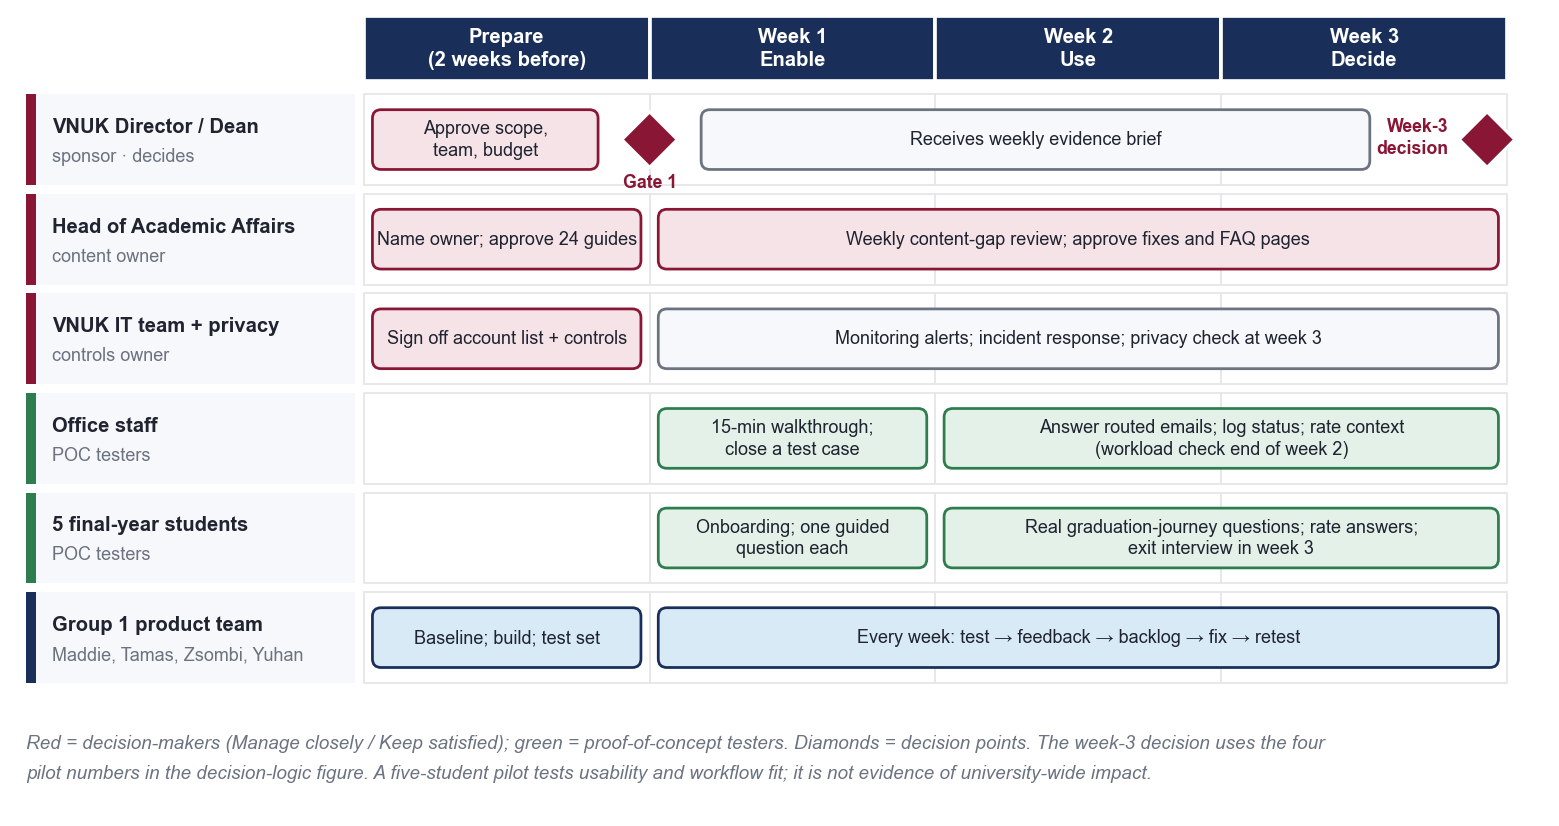 Prepare
(2 weeks before)
Week 1
Enable
Week 2
Use
Week 3
Decide
VNUK Director / Dean
sponsor · decides
Approve scope,
team, budget
Gate 1
Receives weekly evidence brief
Week-3
decision
Head of Academic Affairs
content owner
Name owner; approve 24 guides
Weekly content-gap review; approve fixes and FAQ pages
VNUK IT team + privacy
controls owner
Sign off account list + controls
Monitoring alerts; incident response; privacy check at week 3
Office staff
POC testers
15-min walkthrough;
close a test case
Answer routed emails; log status; rate context
(workload check end of week 2)
5 final-year students
POC testers
Onboarding; one guided
question each
Real graduation-journey questions; rate answers;
exit interview in week 3
Group 1 product team
Maddie, Tamas, Zsombi, Yuhan
Baseline; build; test set
Every week: test → feedback → backlog → fix → retest
Red = decision-makers (Manage closely / Keep satisfied); green = proof-of-concept testers. Diamonds = decision points. The week-3 decision uses the four
pilot numbers in the decision-logic figure. A five-student pilot tests usability and workflow fit; it is not evidence of university-wide impact.